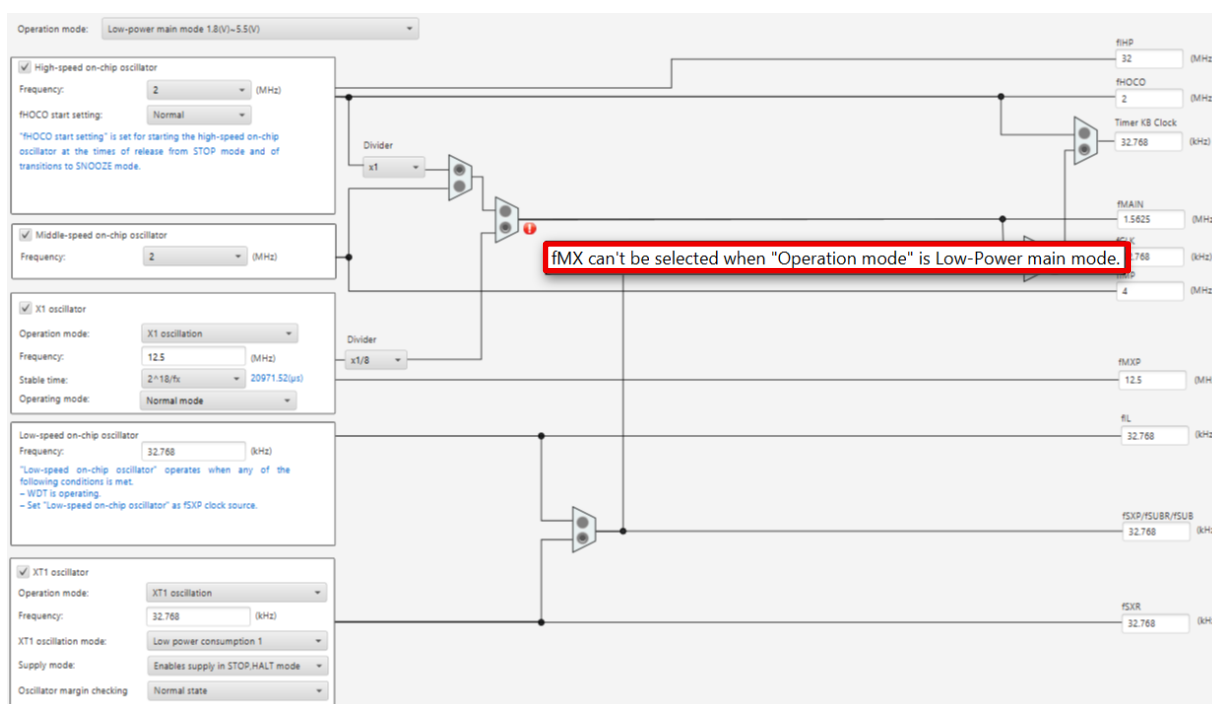 Operation mode: Low-power main mode 1.8(V)~5.5(V)
High-speed on-chip oscillator
Frequency: 2 (MHz)
fHOCO start setting: Normal
"fHOCO start setting" is set for starting the high-speed on-chip
oscillator at the times of release from STOP mode and of
transitions to SNOOZE mode.
Divider
x1
Middle-speed on-chip oscillator
Frequency: 2 (MHz)
X1 oscillator
Operation mode: X1 oscillation
Frequency: 12.5 (MHz)
Stable time: 2^18/fx 20971.52(μs)
Operating mode: Normal mode
Divider
x1/8
Low-speed on-chip oscillator
Frequency: 32.768 (kHz)
"Low-speed on-chip oscillator" operates when any of the
following conditions is met.
– WDT is operating.
– Set "Low-speed on-chip oscillator" as fSXP clock source.
XT1 oscillator
Operation mode: XT1 oscillation
Frequency: 32.768 (kHz)
XT1 oscillation mode: Low power consumption 1
Supply mode: Enables supply in STOP,HALT mode
Oscillator margin checking Normal state
fMX can't be selected when "Operation mode" is Low-Power main mode.
fIHP
32 (MHz
fHOCO
2 (MHz
Timer KB Clock
32.768 (kHz)
fMAIN
1.5625 (MHz
.768 (kHz)
4 (MHz
fMXP
12.5 (MH
fIL
32.768 (kHz
fSXP/fSUBR/fSUB
32.768 (kHz
fSXR
32.768 (kH